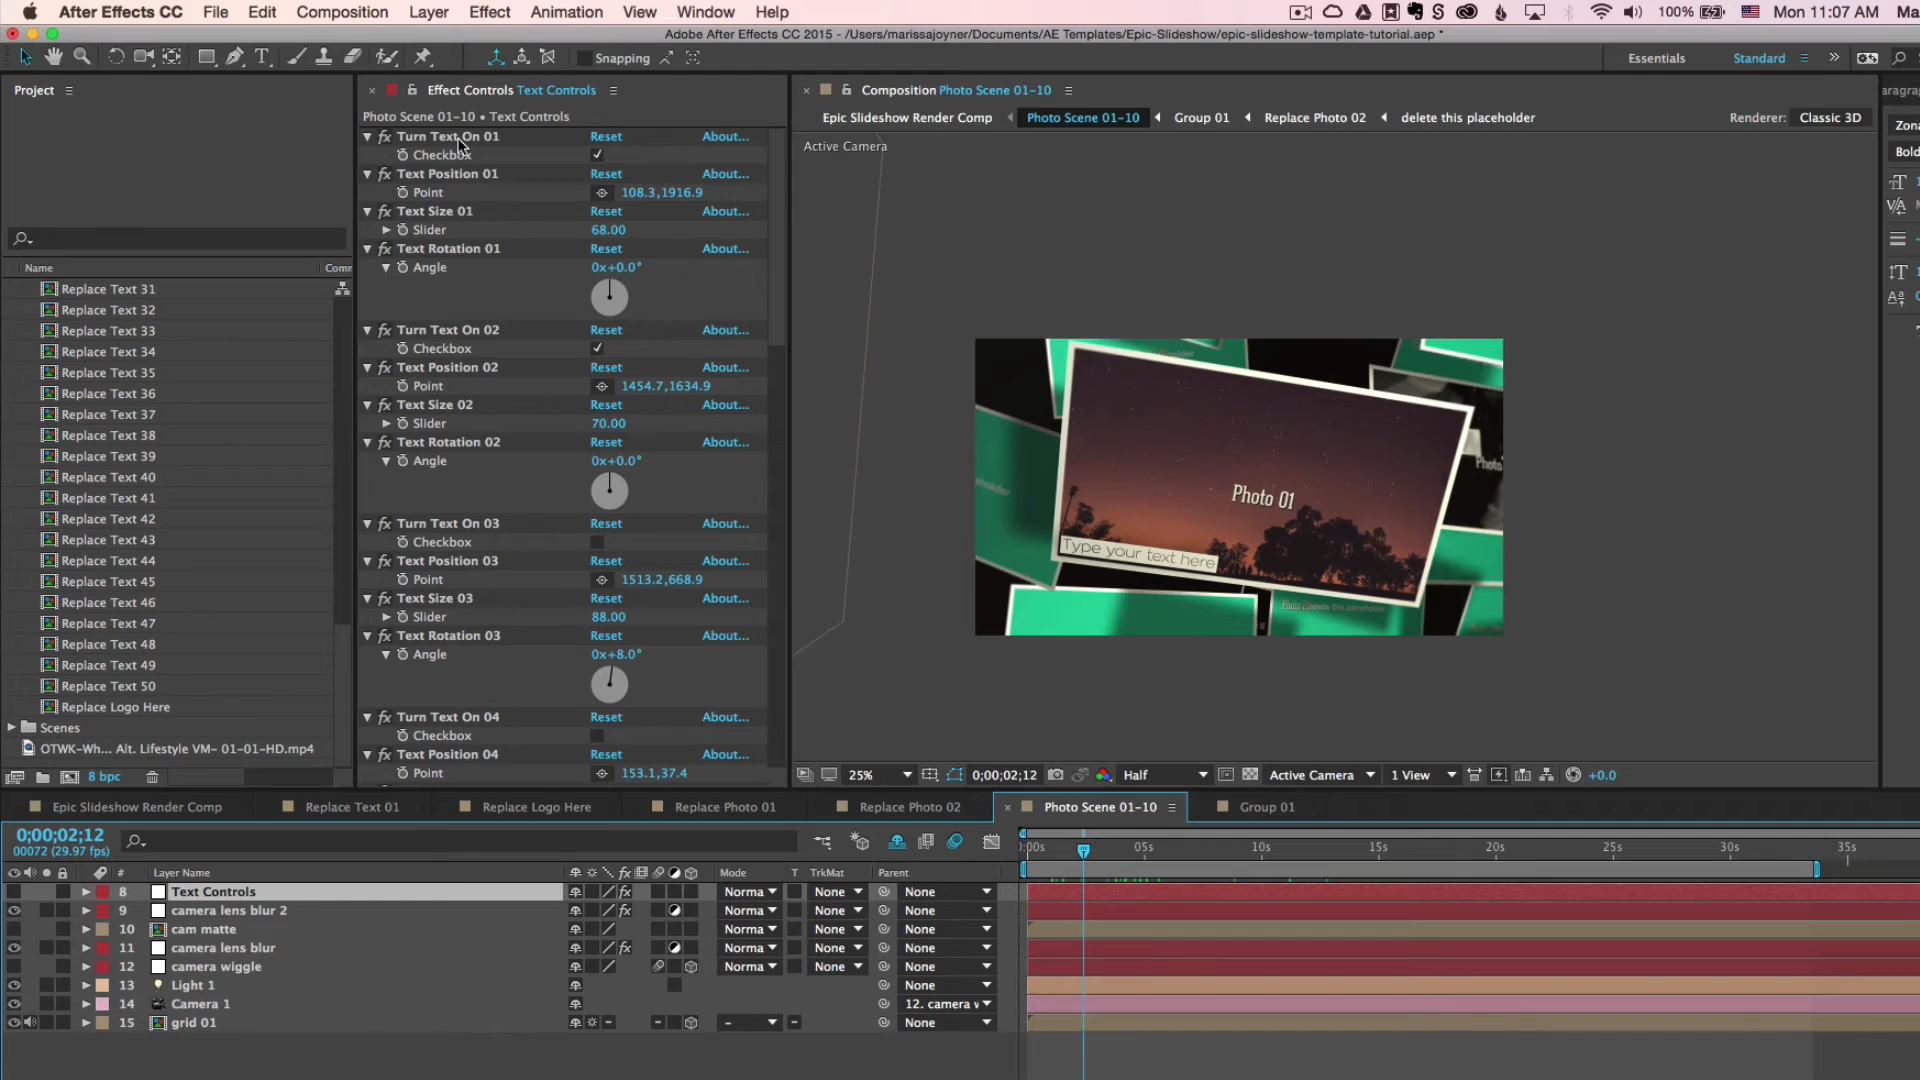 After Effects CC File Edit Composition Layer Effect Animation View Window Help 100% Mon 11:07 AM Ma
Adobe After Effects CC 2015 - /Users/marissajoyner/Documents/AE Templates/Epic-Slideshow/epic-slideshow-template-tutorial.aep *
Snapping Essentials Standard
Project
Effect Controls Text Controls
Composition Photo Scene 01-10
Photo Scene 01-10 • Text Controls
Epic Slideshow Render Comp Photo Scene 01-10 Group 01 Replace Photo 02 delete this placeholder Renderer: Classic 3D
Active Camera
Turn Text On 01 Reset About...
Checkbox
Text Position 01 Reset About...
Point 108.3,1916.9
Text Size 01 Reset About...
Slider 68.00
Text Rotation 01 Reset About...
Angle 0x+0.0°
Turn Text On 02 Reset About...
Checkbox
Text Position 02 Reset About...
Point 1454.7,1634.9
Text Size 02 Reset About...
Slider 70.00
Text Rotation 02 Reset About...
Angle 0x+0.0°
Turn Text On 03 Reset About...
Checkbox
Text Position 03 Reset About...
Point 1513.2,668.9
Text Size 03 Reset About...
Slider 88.00
Text Rotation 03 Reset About...
Angle 0x+8.0°
Turn Text On 04 Reset About...
Checkbox
Text Position 04 Reset About...
Point 153.1,37.4
Name Comm
Replace Text 31
Replace Text 32
Replace Text 33
Replace Text 34
Replace Text 35
Replace Text 36
Replace Text 37
Replace Text 38
Replace Text 39
Replace Text 40
Replace Text 41
Replace Text 42
Replace Text 43
Replace Text 44
Replace Text 45
Replace Text 46
Replace Text 47
Replace Text 48
Replace Text 49
Replace Text 50
Replace Logo Here
Scenes
OTWK-Wh... Alt. Lifestyle VM- 01-01-HD.mp4
8 bpc
Photo 01
Type your text here
Photo
delete this placeholder
aragra
Zona
Bold
25% 0;00;02;12 Half Active Camera 1 View +0.0
Epic Slideshow Render Comp Replace Text 01 Replace Logo Here Replace Photo 01 Replace Photo 02 Photo Scene 01-10 Group 01
0;00;02;12
00072 (29.97 fps)
:00s 05s 10s 15s 20s 25s 30s 35s
# Layer Name Mode T TrkMat Parent
8 Text Controls Norma None None
9 camera lens blur 2 Norma None None
10 cam matte Norma None None
11 camera lens blur Norma None None
12 camera wiggle Norma None None
13 Light 1 None
14 Camera 1 12. camera w
15 grid 01 - None